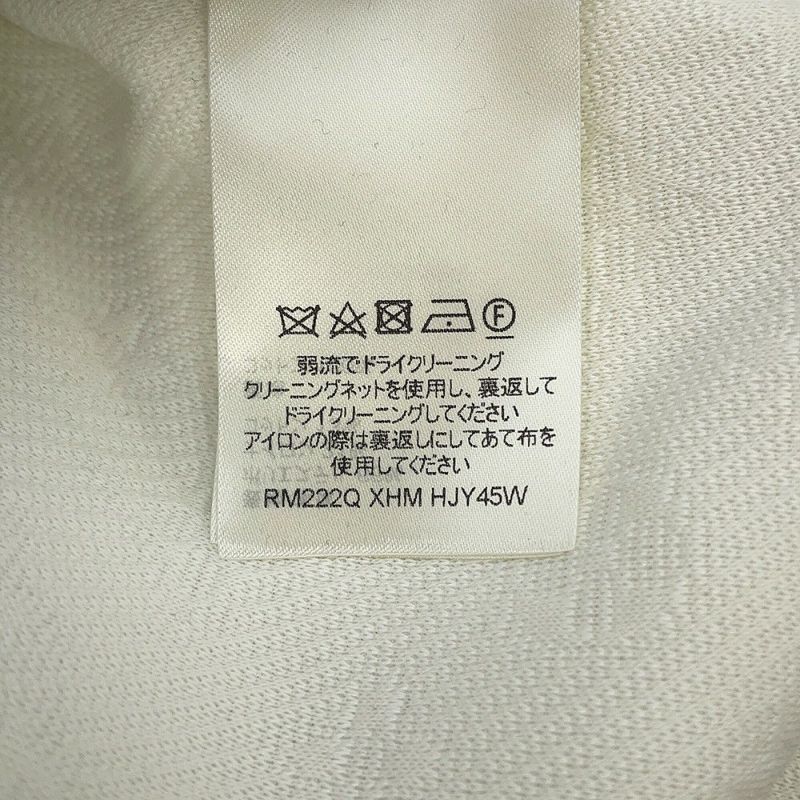 F
弱流でドライクリーニング
クリーニングネットを使用し、裏返して
ドライクリーニングしてください
アイロンの際は裏返しにしてあて布を
使用してください
RM222Q XHM HJY45W